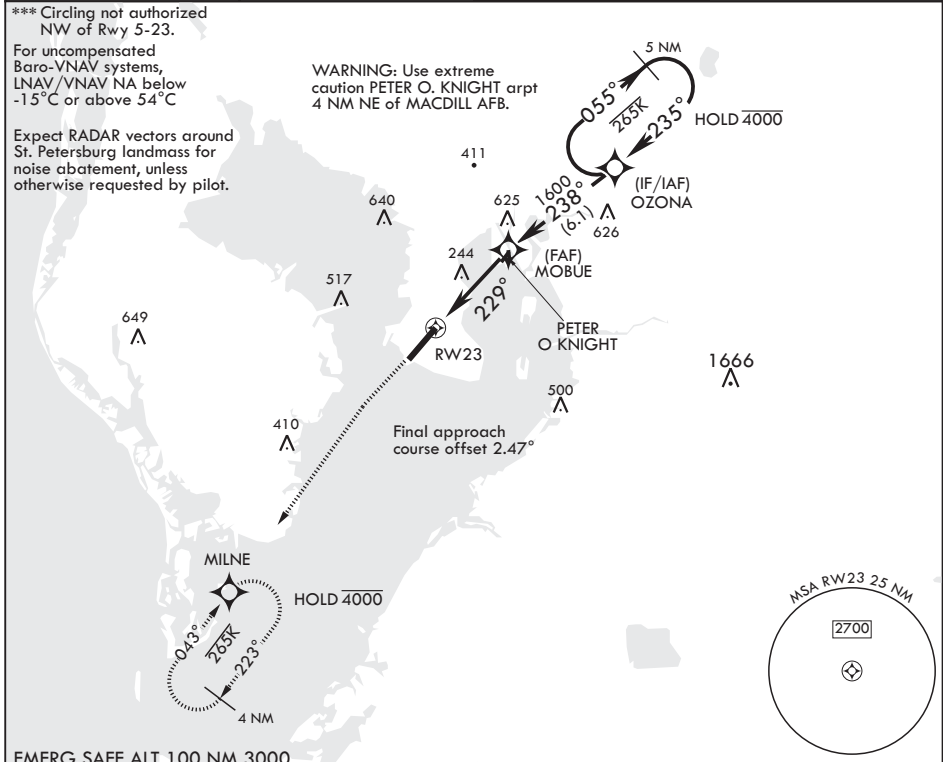 *** Circling not authorized
NW of Rwy 5-23.
For uncompensated
Baro-VNAV systems,
LNAV/VNAV NA below
-15°C or above 54°C
Expect RADAR vectors around
St. Petersburg landmass for
noise abatement, unless
otherwise requested by pilot.
WARNING: Use extreme
caution PETER O. KNIGHT arpt
4 NM NE of MACDILL AFB.
5 NM
055°
265K
235°
HOLD 4000
(IF/IAF)
OZONA
411
1600
238°
(6.1)
640
625
626
(FAF)
MOBUE
244
517
229°
649
PETER
O KNIGHT
RW23
1666
500
410
Final approach
course offset 2.47°
MILNE
HOLD 4000
043°
265K
223°
4 NM
MSA RW23 25 NM
2700
EMERG SAFE ALT 100 NM 3000